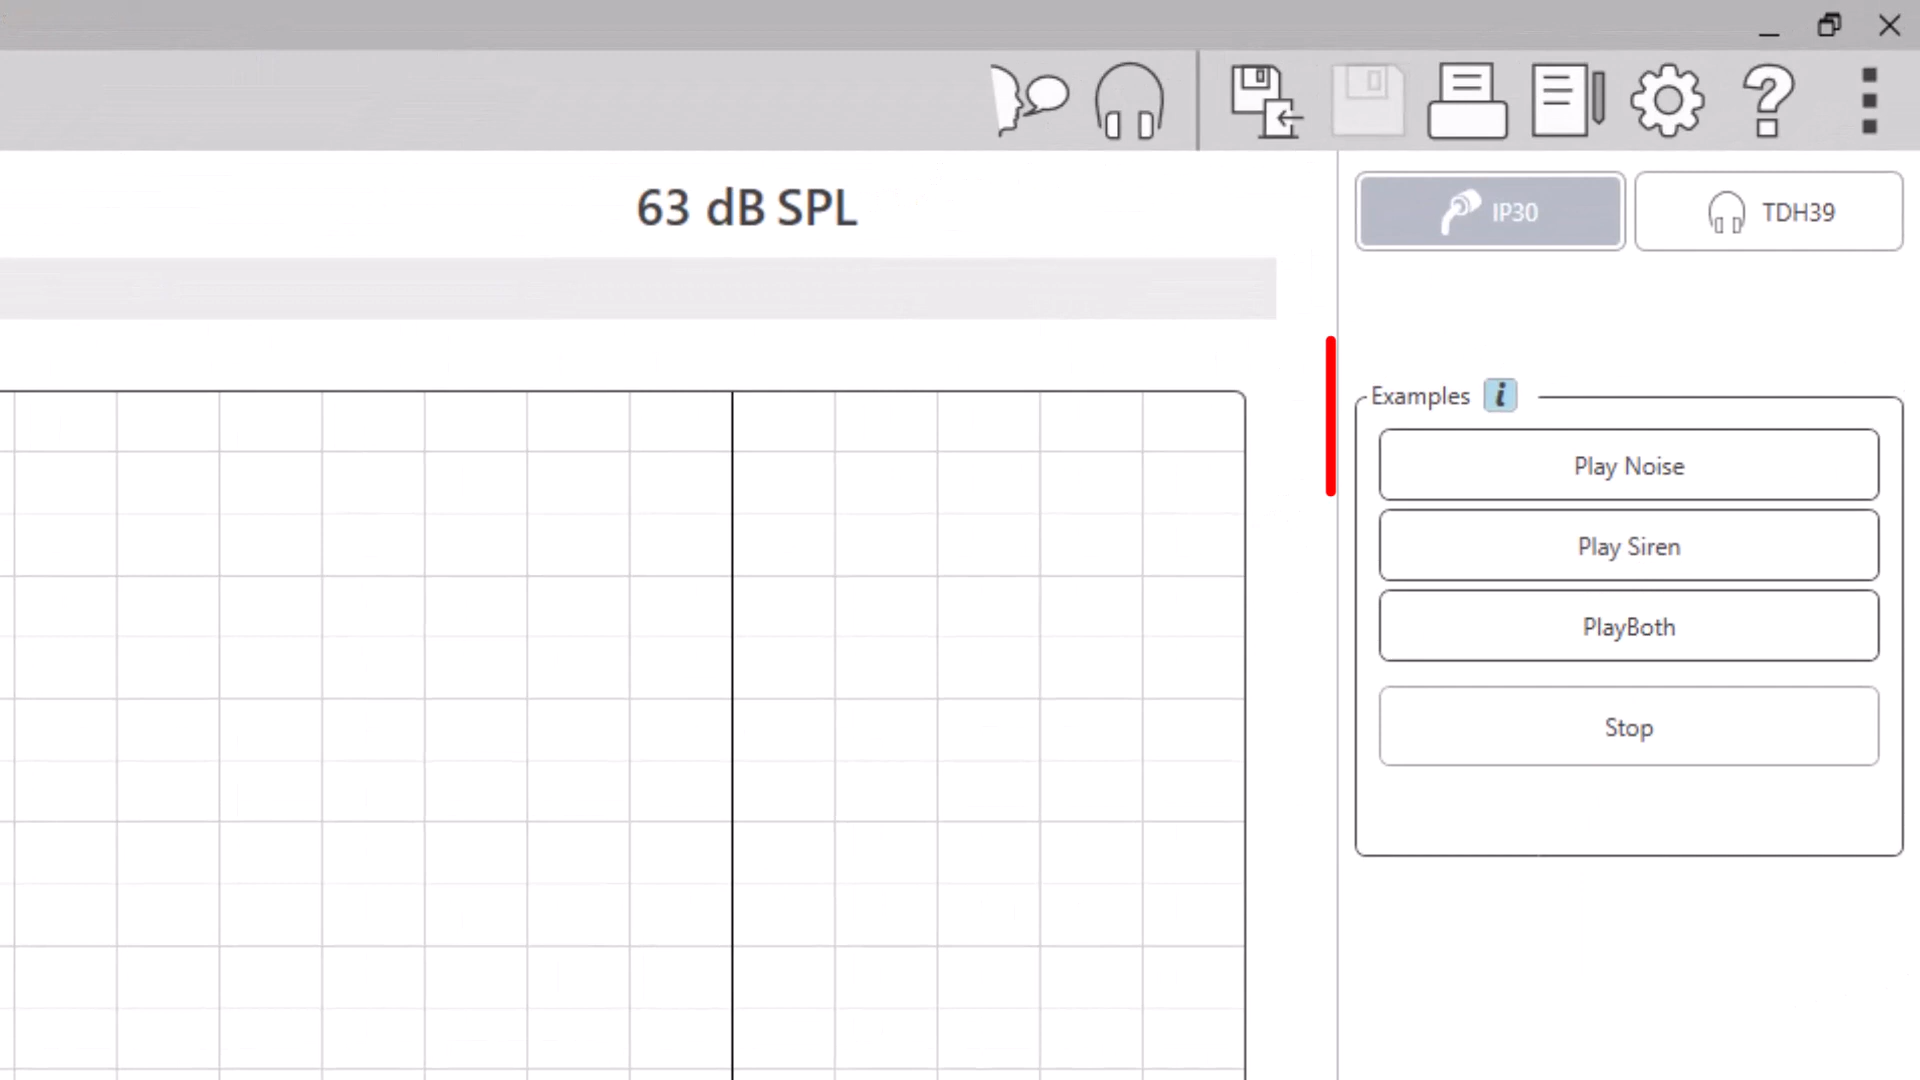 63 dB SPL
IP30
TDH39
Examples i
Play Noise
Play Siren
PlayBoth
Stop